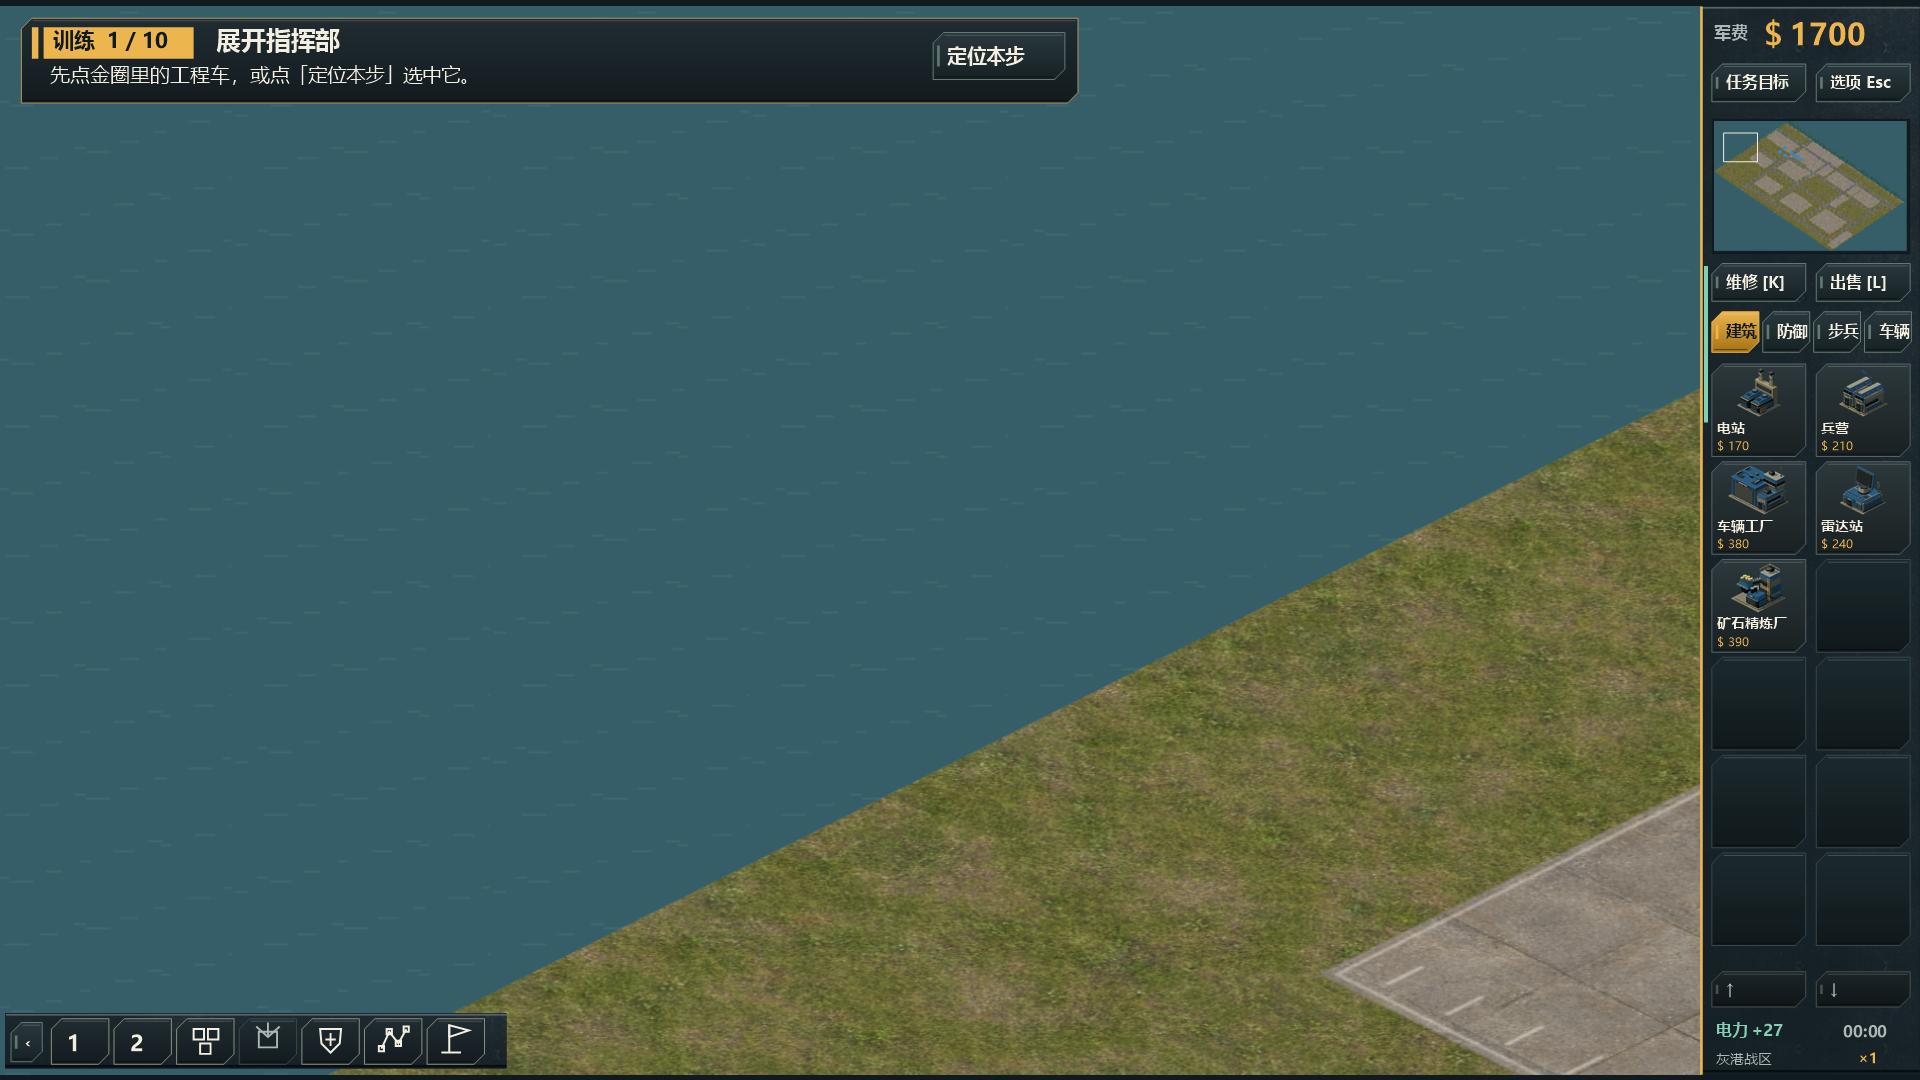 训练 1 / 10
展开指挥部
先点金圈里的工程车，或点「定位本步」选中它。
定位本步
军费 $ 1700
任务目标
选项 Esc
维修 [K]
出售 [L]
建筑
防御
步兵
车辆
电站
$ 170
兵营
$ 210
车辆工厂
$ 380
雷达站
$ 240
矿石精炼厂
$ 390
↑
↓
电力 +27
00:00
灰港战区
×1
‹
1
2